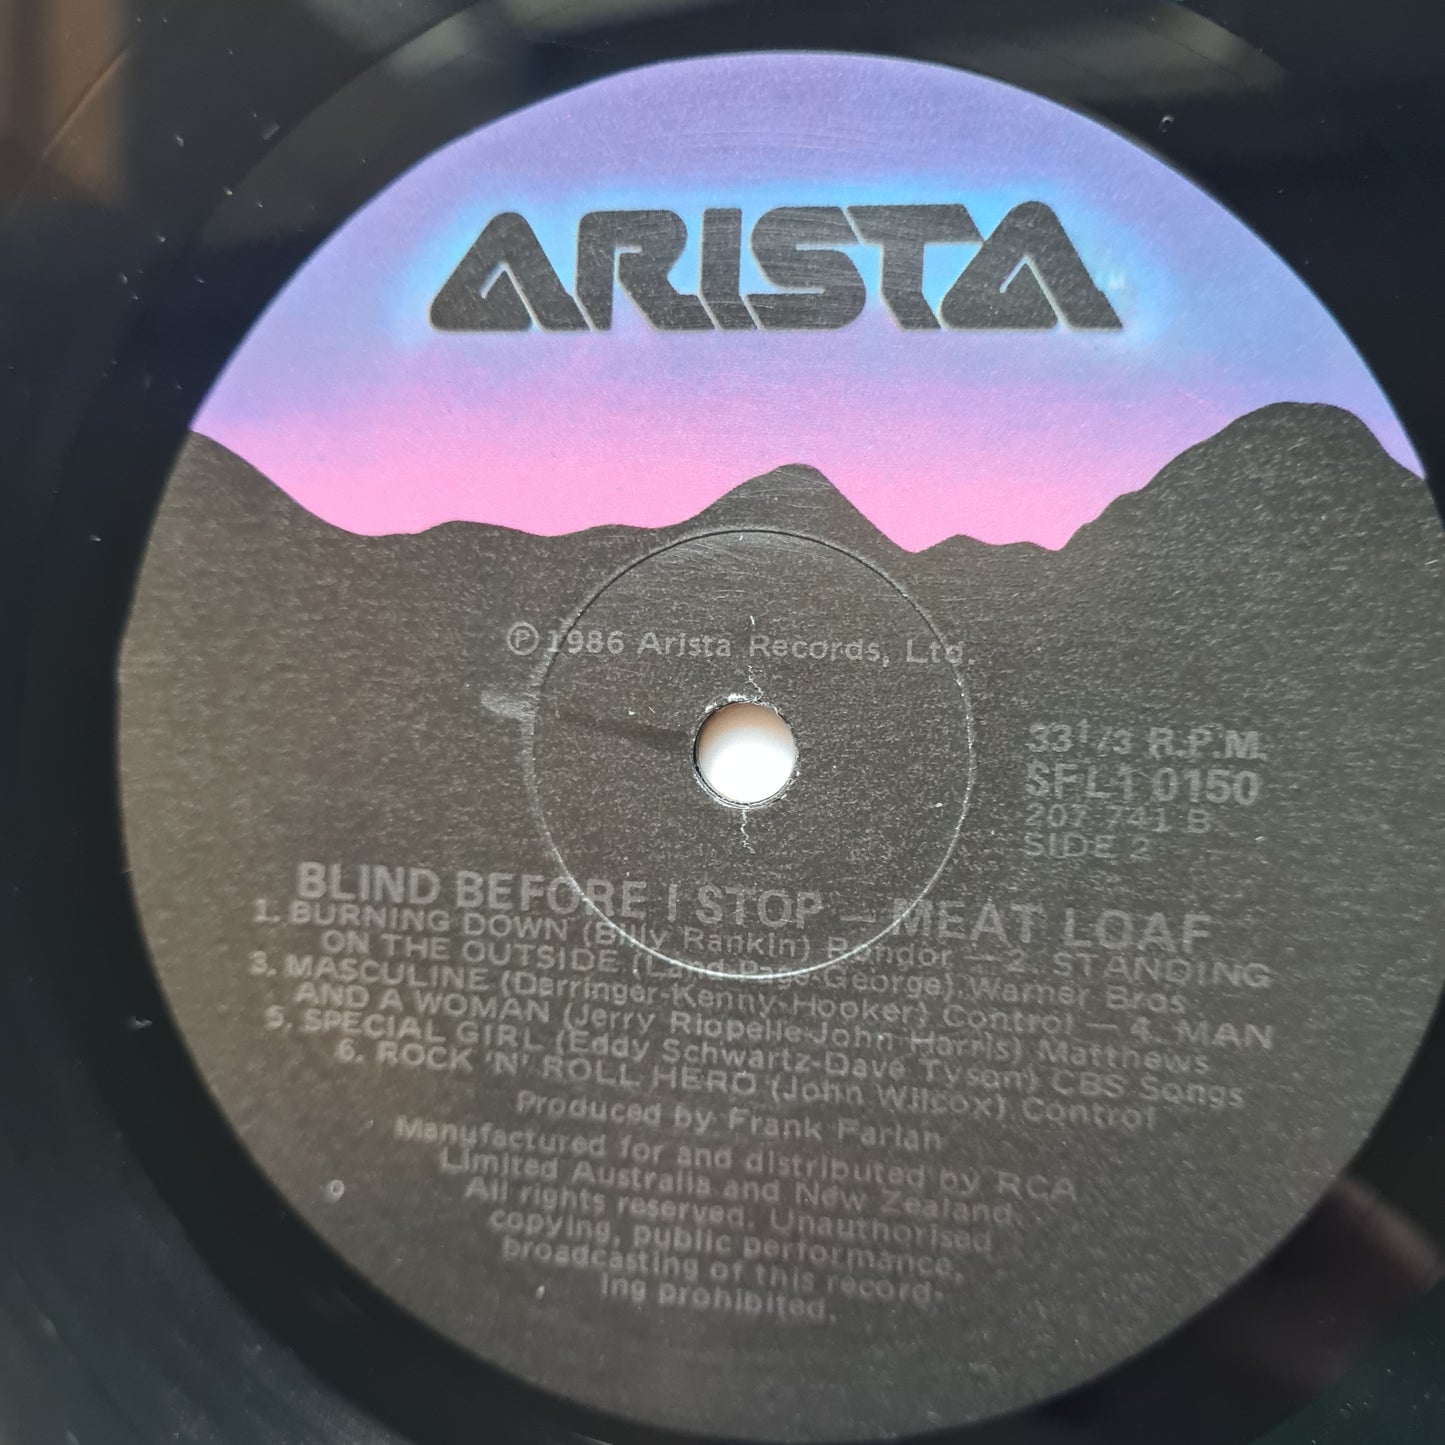 ARISTA
℗ 1986 Arista Records, Ltd.
33 1/3 R.P.M.
SFL1 0150
207 741 B
SIDE 2
BLIND BEFORE I STOP – MEAT LOAF
1. BURNING DOWN (Billy Rankin) Rondor – 2. STANDING
ON THE OUTSIDE (Land-Page-George) Warner Bros
3. MASCULINE (Derringer-Kenny-Hooker) Control – 4. MAN
AND A WOMAN (Jerry Riopelle-John Harris) Matthews
5. SPECIAL GIRL (Eddy Schwartz-Dave Tyson) CBS Songs
6. ROCK 'N' ROLL HERO (John Wilcox) Control
Produced by Frank Farian
Manufactured for and distributed by RCA
Limited Australia and New Zealand.
All rights reserved. Unauthorised
copying, public performance,
broadcasting of this record-
ing prohibited.